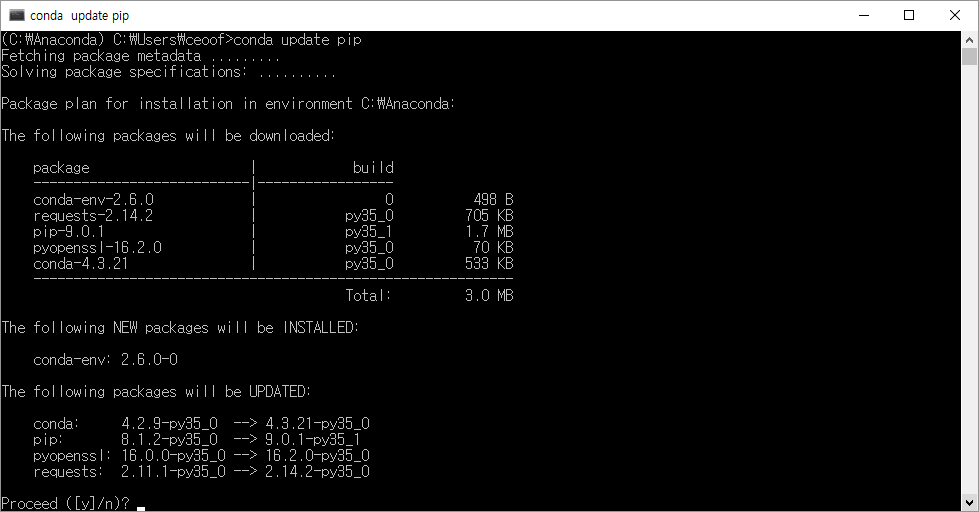 conda  update pip
(C:₩Anaconda) C:₩Users₩ceoof>conda update pip
Fetching package metadata .........
Solving package specifications: ..........
Package plan for installation in environment C:₩Anaconda:
The following packages will be downloaded:
    package                    |            build
    ---------------------------|-----------------
    conda-env-2.6.0            |                0         498 B
    requests-2.14.2            |           py35_0         705 KB
    pip-9.0.1                  |           py35_1         1.7 MB
    pyopenssl-16.2.0           |           py35_0          70 KB
    conda-4.3.21               |           py35_0         533 KB
    ------------------------------------------------------------
                                           Total:         3.0 MB
The following NEW packages will be INSTALLED:
    conda-env: 2.6.0-0
The following packages will be UPDATED:
    conda:     4.2.9-py35_0  --> 4.3.21-py35_0
    pip:       8.1.2-py35_0  --> 9.0.1-py35_1
    pyopenssl: 16.0.0-py35_0 --> 16.2.0-py35_0
    requests:  2.11.1-py35_0 --> 2.14.2-py35_0
Proceed ([y]/n)? _